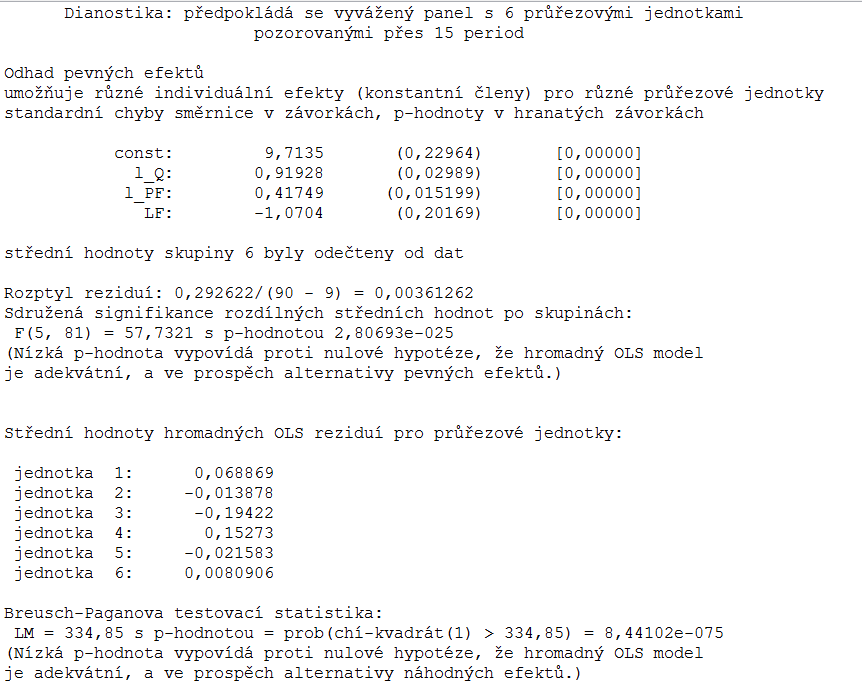 Dianostika: předpokládá se vyvážený panel s 6 průřezovými jednotkami
pozorovanými přes 15 period
Odhad pevných efektů
umožňuje různé individuální efekty (konstantní členy) pro různé průřezové jednotky
standardní chyby směrnice v závorkách, p-hodnoty v hranatých závorkách
const: 9,7135 (0,22964) [0,00000]
l_Q: 0,91928 (0,02989) [0,00000]
l_PF: 0,41749 (0,015199) [0,00000]
LF: -1,0704 (0,20169) [0,00000]
střední hodnoty skupiny 6 byly odečteny od dat
Rozptyl reziduí: 0,292622/(90 - 9) = 0,00361262
Sdružená signifikance rozdílných středních hodnot po skupinách:
F(5, 81) = 57,7321 s p-hodnotou 2,80693e-025
(Nízká p-hodnota vypovídá proti nulové hypotéze, že hromadný OLS model
je adekvátní, a ve prospěch alternativy pevných efektů.)
Střední hodnoty hromadných OLS reziduí pro průřezové jednotky:
jednotka 1: 0,068869
jednotka 2: -0,013878
jednotka 3: -0,19422
jednotka 4: 0,15273
jednotka 5: -0,021583
jednotka 6: 0,0080906
Breusch-Paganova testovací statistika:
LM = 334,85 s p-hodnotou = prob(chí-kvadrát(1) > 334,85) = 8,44102e-075
(Nízká p-hodnota vypovídá proti nulové hypotéze, že hromadný OLS model
je adekvátní, a ve prospěch alternativy náhodných efektů.)